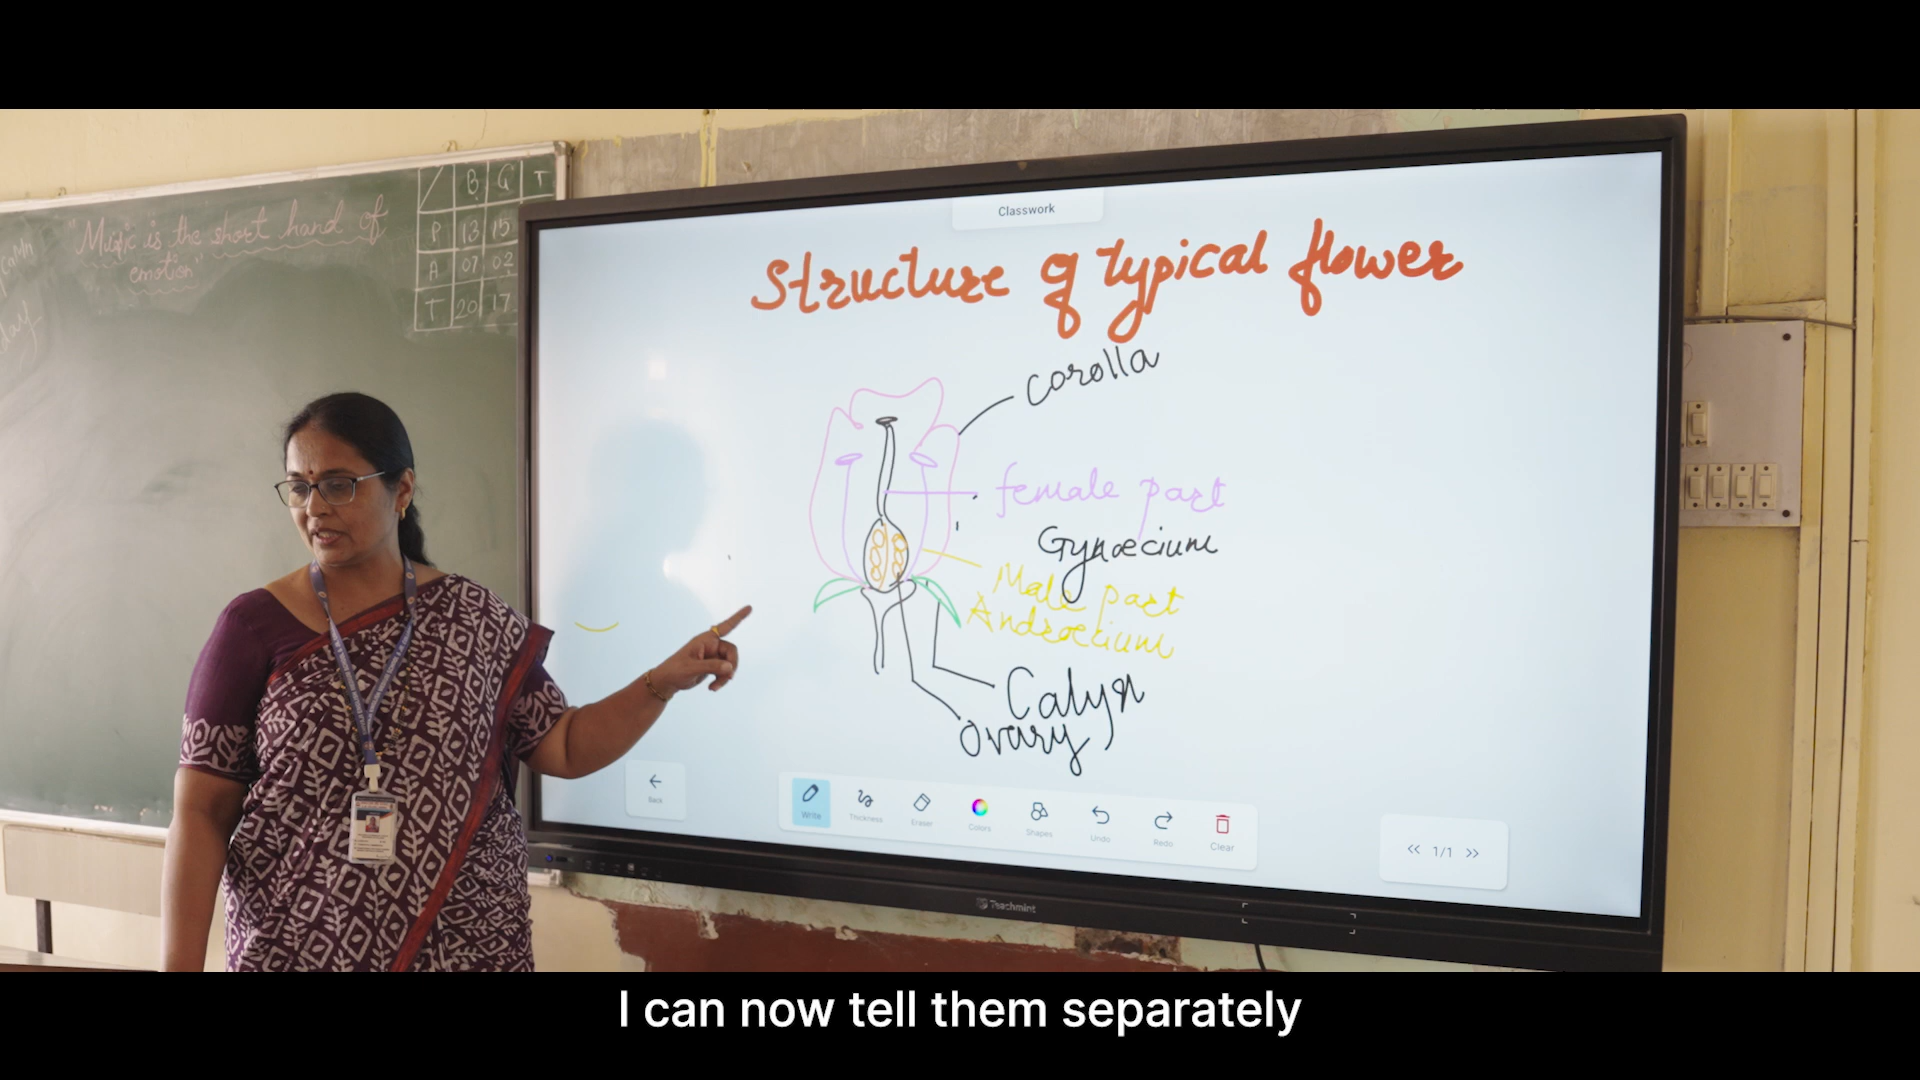 "Music is the short hand of
emotion"
B G T
P 13 15
A 07 02
T 20 17
Classwork
Structure of typical flower
Corolla
female part
Gynoecium
Male part
Androecium
Calyx
ovary
Back
Write
Thickness
Eraser
Colors
Shapes
Undo
Redo
Clear
1/1
Teachmint
I can now tell them separately